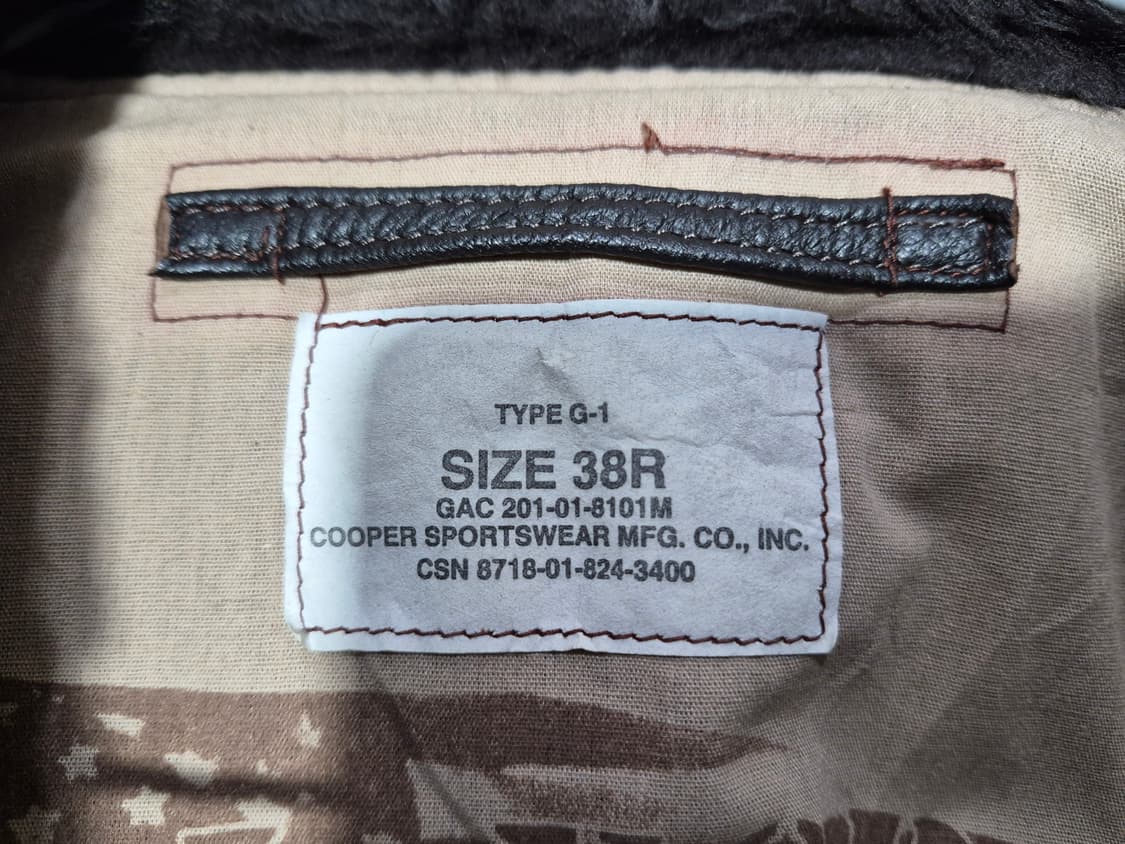 TYPE G-1
SIZE 38R
GAC 201-01-8101M
COOPER SPORTSWEAR MFG. CO., INC.
CSN 8718-01-824-3400